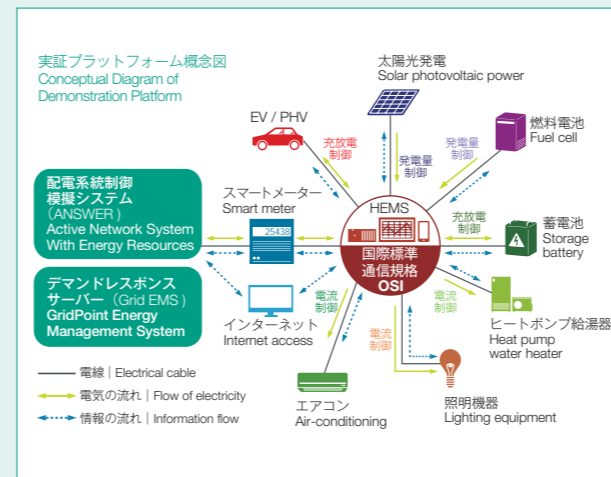 実証プラットフォーム概念図
Conceptual Diagram of
Demonstration Platform
太陽光発電
Solar photovoltaic power
EV / PHV
充放電
制御
発電量
制御
発電量
制御
燃料電池
Fuel cell
配電系統制御
模擬システム
(ANSWER)
Active Network System
With Energy Resources
スマートメーター
Smart meter
25438
HEMS
国際標準
通信規格
OSI
充放電
制御
蓄電池
Storage
battery
デマンドレスポンス
サーバー（Grid EMS）
GridPoint Energy
Management System
インターネット
Internet access
電流
制御
電流
制御
電流
制御
ヒートポンプ給湯器
Heat pump
water heater
電線｜Electrical cable
電気の流れ｜Flow of electricity
情報の流れ｜Information flow
エアコン
Air-conditioning
照明機器
Lighting equipment